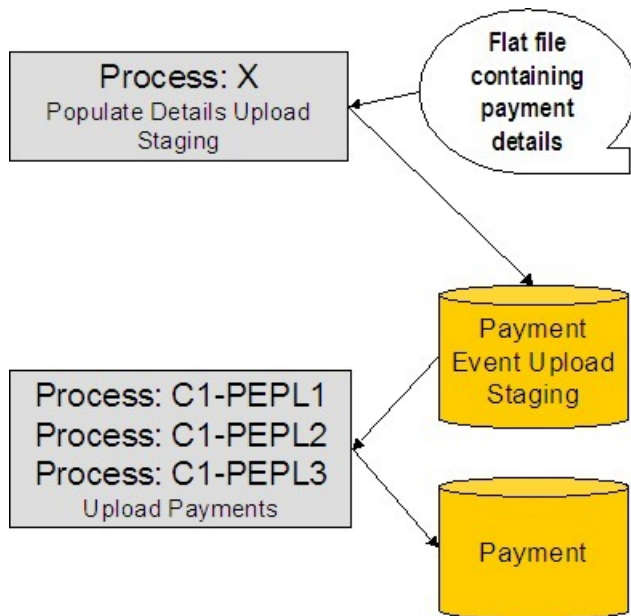 Process: X
Populate Details Upload
Staging
Flat file
containing
payment
details
Payment
Event Upload
Staging
Process: C1-PEPL1
Process: C1-PEPL2
Process: C1-PEPL3
Upload Payments
Payment